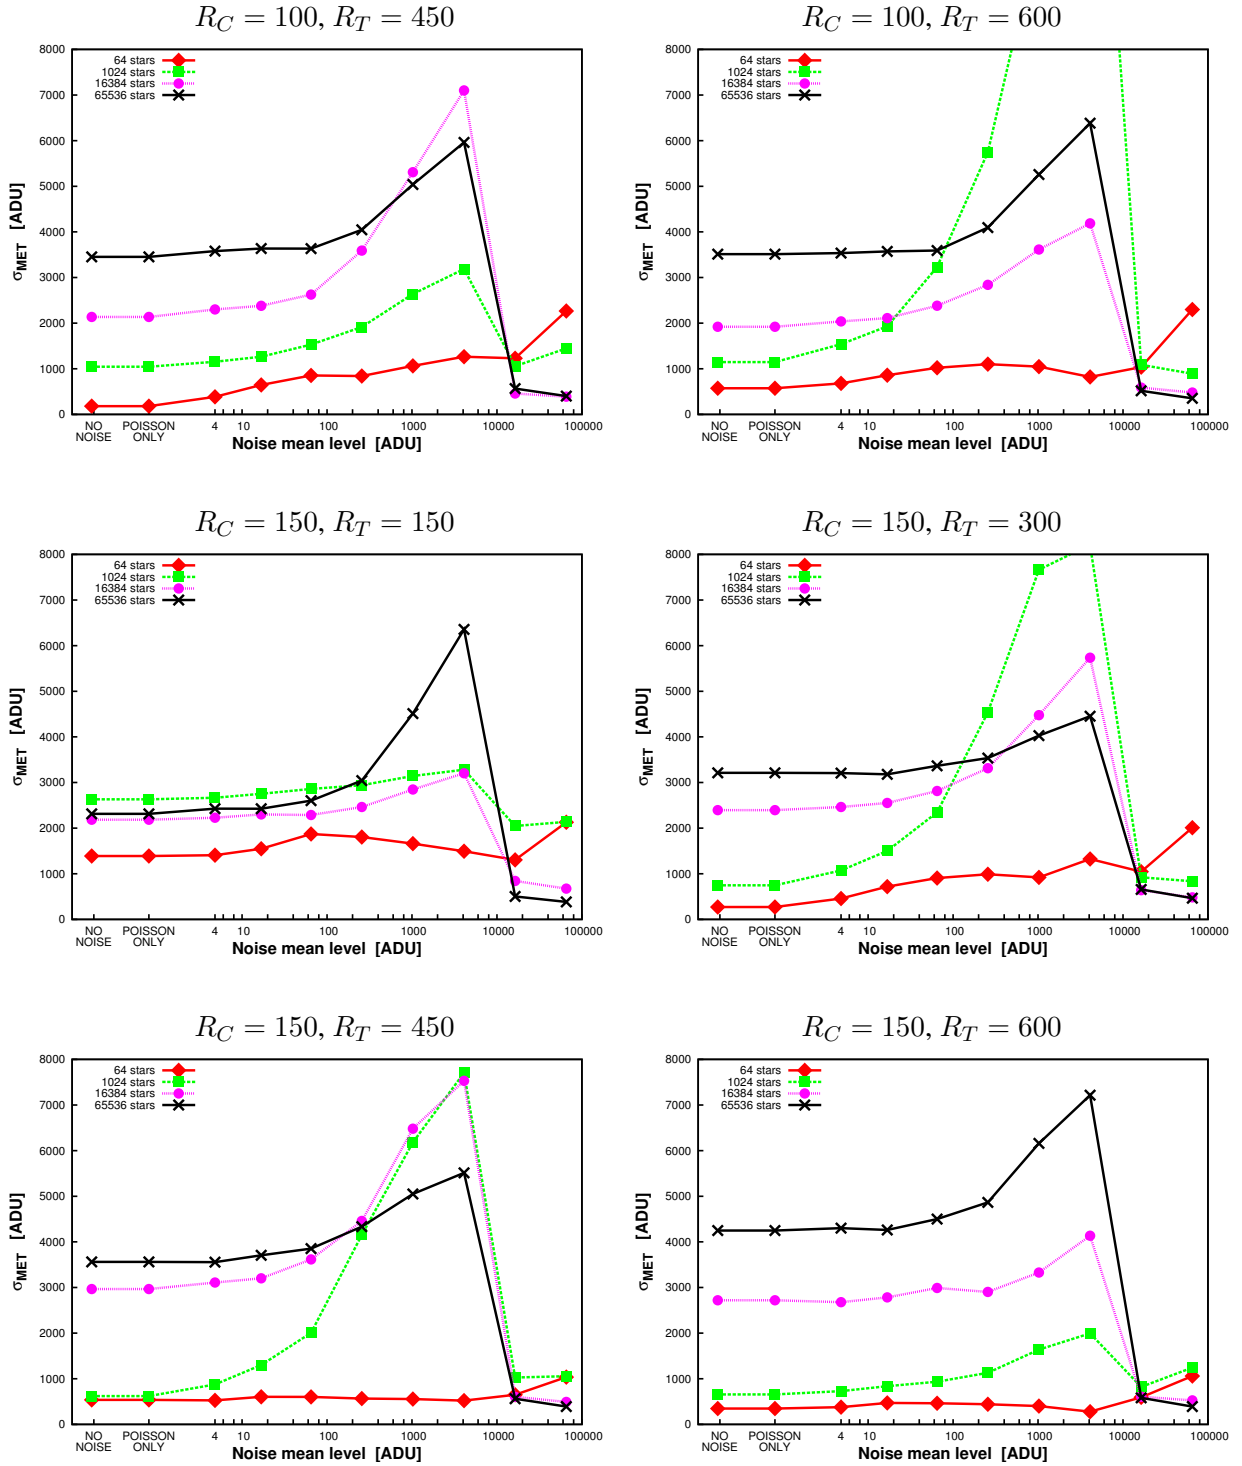 R_C = 100, R_T = 450
8000
7000
6000
5000
4000
3000
2000
1000
0
σMET [ADU]
64 stars
1024 stars
16384 stars
65536 stars
NO NOISE
POISSON ONLY
4
10
100
1000
10000
100000
Noise mean level [ADU]
R_C = 100, R_T = 600
8000
7000
6000
5000
4000
3000
2000
1000
0
σMET [ADU]
64 stars
1024 stars
16384 stars
65536 stars
NO NOISE
POISSON ONLY
4
10
100
1000
10000
100000
Noise mean level [ADU]
R_C = 150, R_T = 150
8000
7000
6000
5000
4000
3000
2000
1000
0
σMET [ADU]
64 stars
1024 stars
16384 stars
65536 stars
NO NOISE
POISSON ONLY
4
10
100
1000
10000
100000
Noise mean level [ADU]
R_C = 150, R_T = 300
8000
7000
6000
5000
4000
3000
2000
1000
0
σMET [ADU]
64 stars
1024 stars
16384 stars
65536 stars
NO NOISE
POISSON ONLY
4
10
100
1000
10000
100000
Noise mean level [ADU]
R_C = 150, R_T = 450
8000
7000
6000
5000
4000
3000
2000
1000
0
σMET [ADU]
64 stars
1024 stars
16384 stars
65536 stars
NO NOISE
POISSON ONLY
4
10
100
1000
10000
100000
Noise mean level [ADU]
R_C = 150, R_T = 600
8000
7000
6000
5000
4000
3000
2000
1000
0
σMET [ADU]
64 stars
1024 stars
16384 stars
65536 stars
NO NOISE
POISSON ONLY
4
10
100
1000
10000
100000
Noise mean level [ADU]